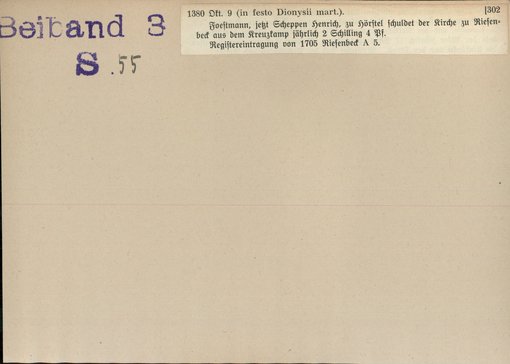 Beiband 3
S .55
1380 Okt. 9 (in festo Dionysii mart.). [302
Foestmann, jetzt Scheppen Henrich, zu Hörstel schuldet der Kirche zu Riesen-
beck aus dem Kreuzkamp jährlich 2 Schilling 4 Pf.
Registereintragung von 1705 Riesenbeck A 5.